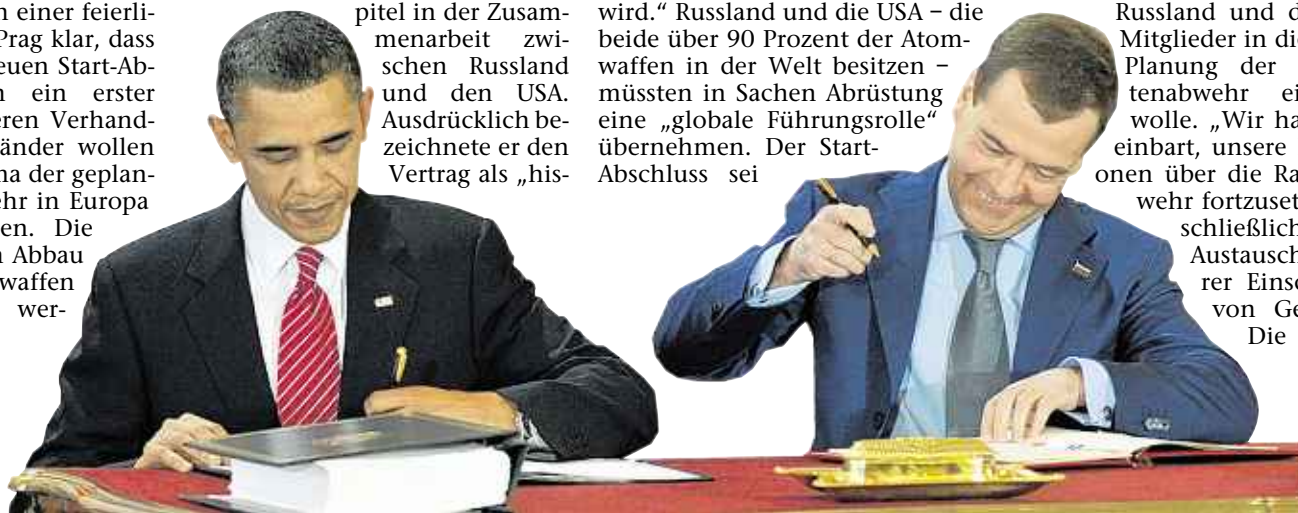 n einer feierli-
Prag klar, dass
euen Start-Ab-
n ein erster
eren Verhand-
änder wollen
ma der geplan-
ehr in Europa
en. Die
n Abbau
waffen
wer-
pitel in der Zusam-
menarbeit zwi-
schen Russland
und den USA.
Ausdrücklich be-
zeichnete er den
Vertrag als „his-
wird.“ Russland und die USA – die
beide über 90 Prozent der Atom-
waffen in der Welt besitzen –
müssten in Sachen Abrüstung
eine „globale Führungsrolle“
übernehmen. Der Start-
Abschluss sei
Russland und d
Mitglieder in die
Planung der
tenabwehr ei
wolle. „Wir ha
einbart, unsere
onen über die Ra
wehr fortzuset
schließlich
Austausch
rer Einsc
von Ge
Die